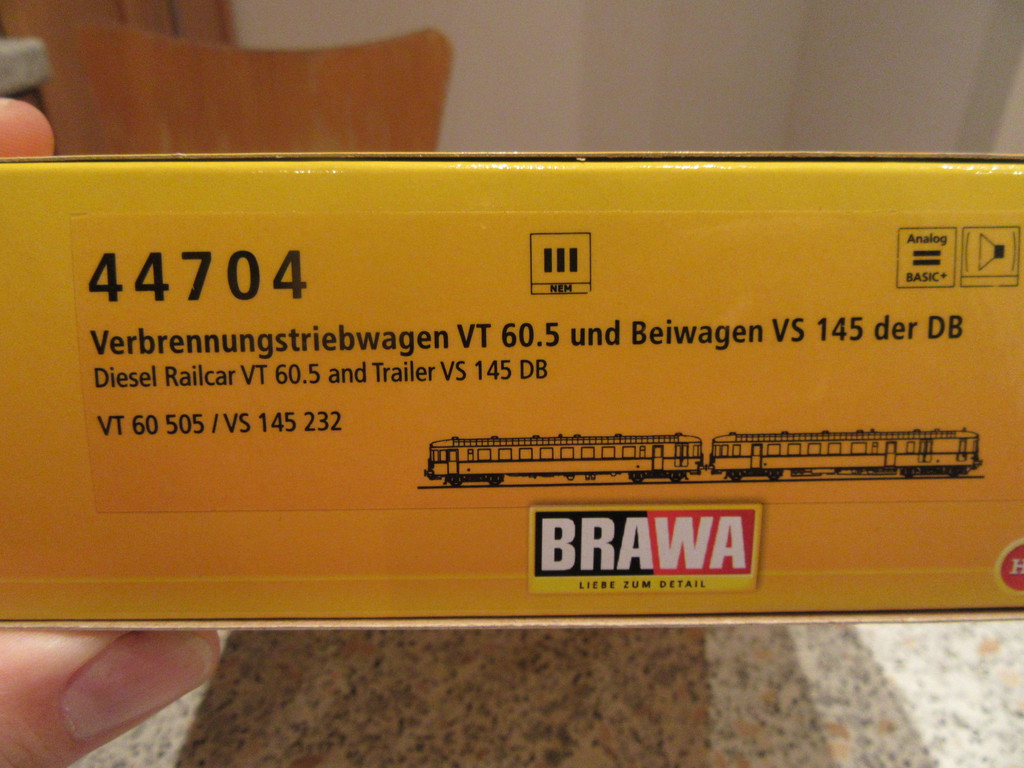 44704
III
NEM
Analog
BASIC+
Verbrennungstriebwagen VT 60.5 und Beiwagen VS 145 der DB
Diesel Railcar VT 60.5 and Trailer VS 145 DB
VT 60 505 / VS 145 232
BRAWA
LIEBE ZUM DETAIL
H